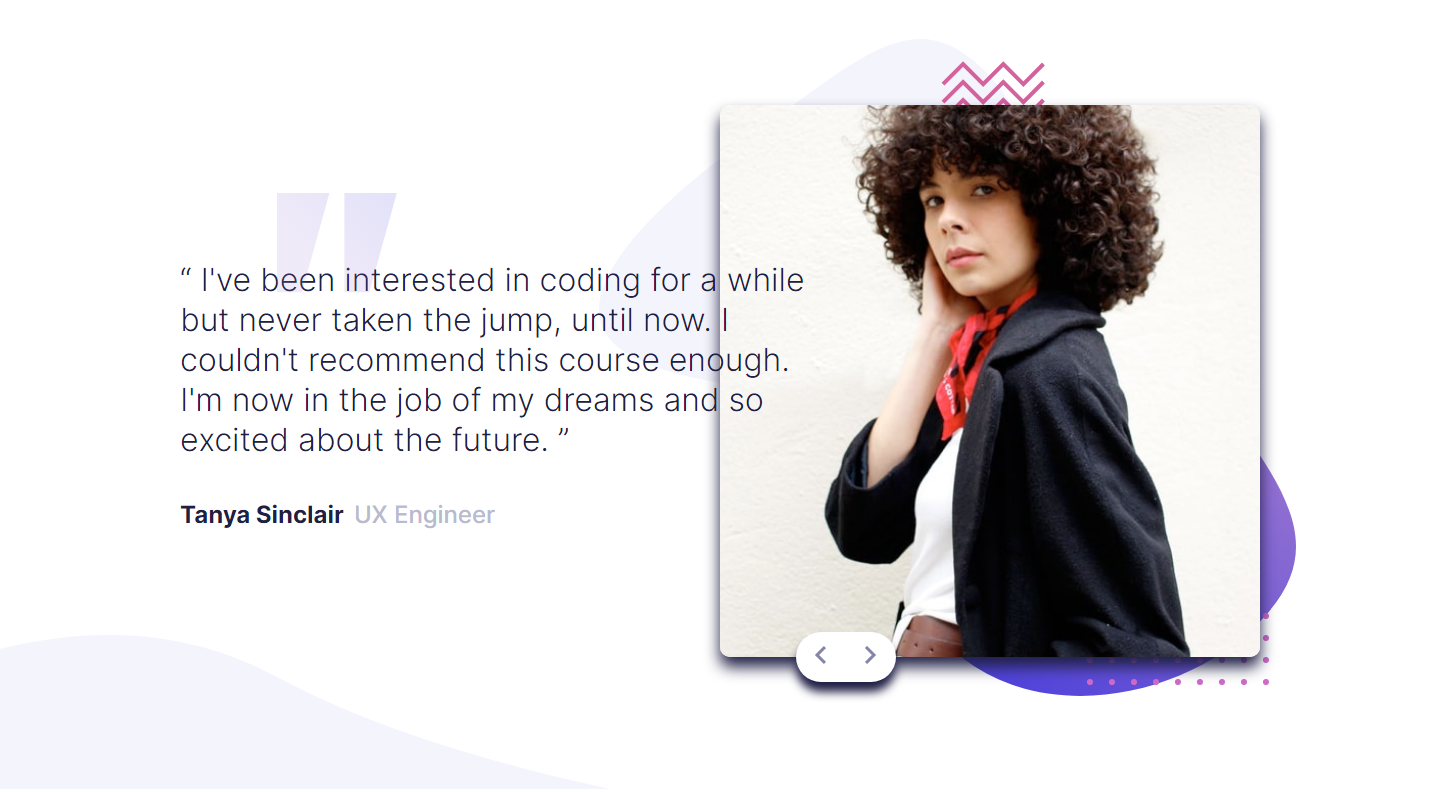 “ I've been interested in coding for a while
but never taken the jump, until now. I
couldn't recommend this course enough.
I'm now in the job of my dreams and so
excited about the future. ”
Tanya Sinclair UX Engineer